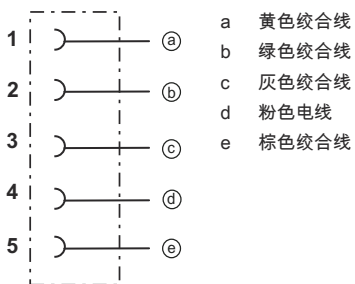 1 ⓐ
2 ⓑ
3 ⓒ
4 ⓓ
5 ⓔ
a 黄色绞合线
b 绿色绞合线
c 灰色绞合线
d 粉色电线
e 棕色绞合线